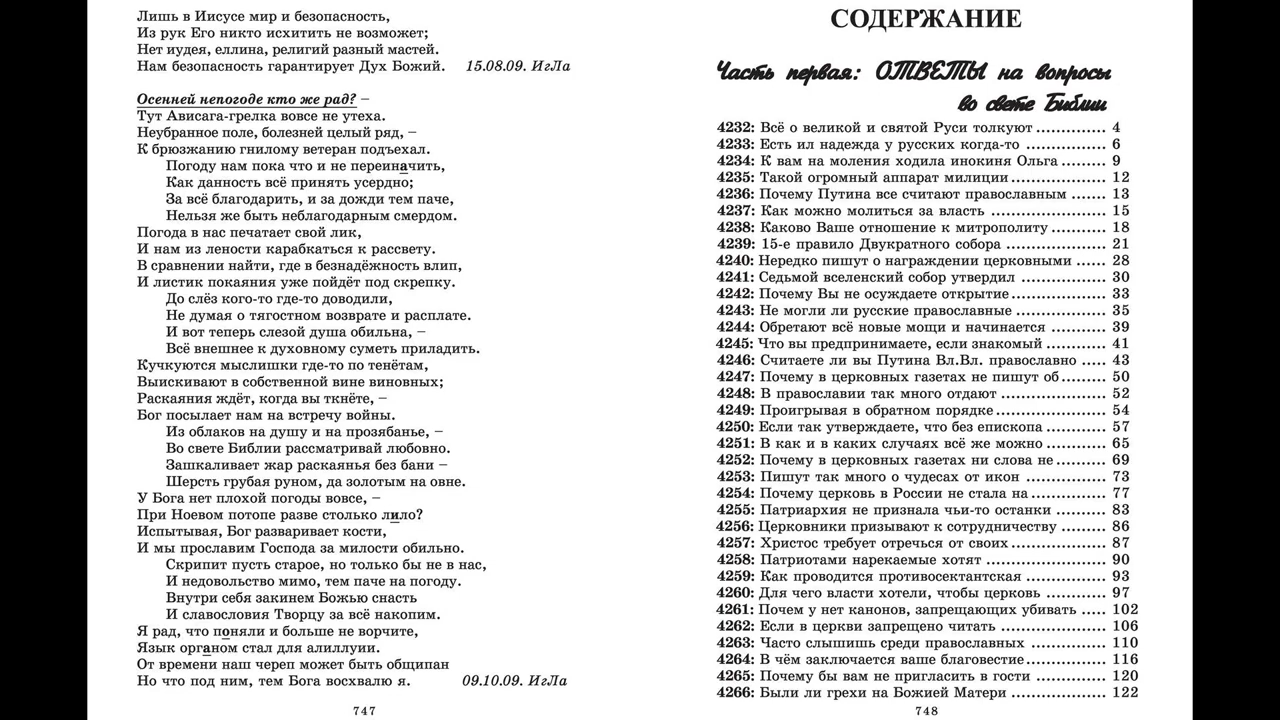 Лишь в Иисусе мир и безопасность,
Из рук Его никто исхитить не возможет;
Нет иудея, еллина, религий разный мастей.
Нам безопасность гарантирует Дух Божий. 15.08.09. ИгЛа
Осенней непогоде кто же рад? –
Тут Ависага-грелка вовсе не утеха.
Неубранное поле, болезней целый ряд, –
К брюзжанию гнилому ветеран подъехал.
Погоду нам пока что и не переиначить,
Как данность всё принять усердно;
За всё благодарить, и за дожди тем паче,
Нельзя же быть неблагодарным смердом.
Погода в нас печатает свой лик,
И нам из лености карабкаться к рассвету.
В сравнении найти, где в безнадёжность влип,
И листик покаяния уже пойдёт под скрепку.
До слёз кого-то где-то доводили,
Не думая о тягостном возврате и расплате.
И вот теперь слезой душа обильна, –
Всё внешнее к духовному суметь приладить.
Кучкуются мыслишки где-то по тенётам,
Выискивают в собственной вине виновных;
Раскаяния ждёт, когда вы ткнёте, –
Бог посылает нам на встречу войны.
Из облаков на душу и на прозябанье, –
Во свете Библии рассматривай любовно.
Зашкаливает жар раскаянья без бани –
Шерсть грубая руном, да золотым на овне.
У Бога нет плохой погоды вовсе, –
При Ноевом потопе разве столько лило?
Испытывая, Бог разваривает кости,
И мы прославим Господа за милости обильно.
Скрипит пусть старое, но только бы не в нас,
И недовольство мимо, тем паче на погоду.
Внутри себя закинем Божью снасть
И славословия Творцу за всё накопим.
Я рад, что поняли и больше не ворчите,
Язык органом стал для алиллуии.
От времени наш череп может быть общипан
Но что под ним, тем Бога восхвалю я. 09.10.09. ИгЛа
747
СОДЕРЖАНИЕ
Часть первая: ОТВЕТЫ на вопросы
во свете Библии
4232: Всё о великой и святой Руси толкуют .............. 4
4233: Есть ил надежда у русских когда-то ................ 6
4234: К вам на моления ходила инокиня Ольга ......... 9
4235: Такой огромный аппарат милиции ................. 12
4236: Почему Путина все считают православным ....... 13
4237: Как можно молиться за власть ...................... 15
4238: Каково Ваше отношение к митрополиту ........... 18
4239: 15-е правило Двукратного собора ................... 21
4240: Нередко пишут о награждении церковными ...... 28
4241: Седьмой вселенский собор утвердил ................ 30
4242: Почему Вы не осуждаете открытие ................. 33
4243: Не могли ли русские православные ................. 35
4244: Обретают всё новые мощи и начинается ........... 39
4245: Что вы предпринимаете, если знакомый ........... 41
4246: Считаете ли вы Путина Вл.Вл. православно ..... 43
4247: Почему в церковных газетах не пишут об ......... 50
4248: В православии так много отдают ................... 52
4249: Проигрывая в обратном порядке .................... 54
4250: Если так утверждаете, что без епископа ........... 57
4251: В как и в каких случаях всё же можно ............ 65
4252: Почему в церковных газетах ни слова не .......... 69
4253: Пишут так много о чудесах от икон ............... 73
4254: Почему церковь в России не стала на .............. 77
4255: Патриархия не признала чьи-то останки .......... 83
4256: Церковники призывают к сотрудничеству ......... 86
4257: Христос требует отречься от своих ................. 87
4258: Патриотами нарекаемые хотят ...................... 90
4259: Как проводится противосектантская ............... 93
4260: Для чего власти хотели, чтобы церковь ............ 97
4261: Почем у нет канонов, запрещающих убивать ..... 102
4262: Если в церкви запрещено читать ................... 106
4263: Часто слышишь среди православных .............. 110
4264: В чём заключается ваше благовестие ............... 116
4265: Почему бы вам не пригласить в гости ............. 120
4266: Были ли грехи на Божией Матери ................. 122
748